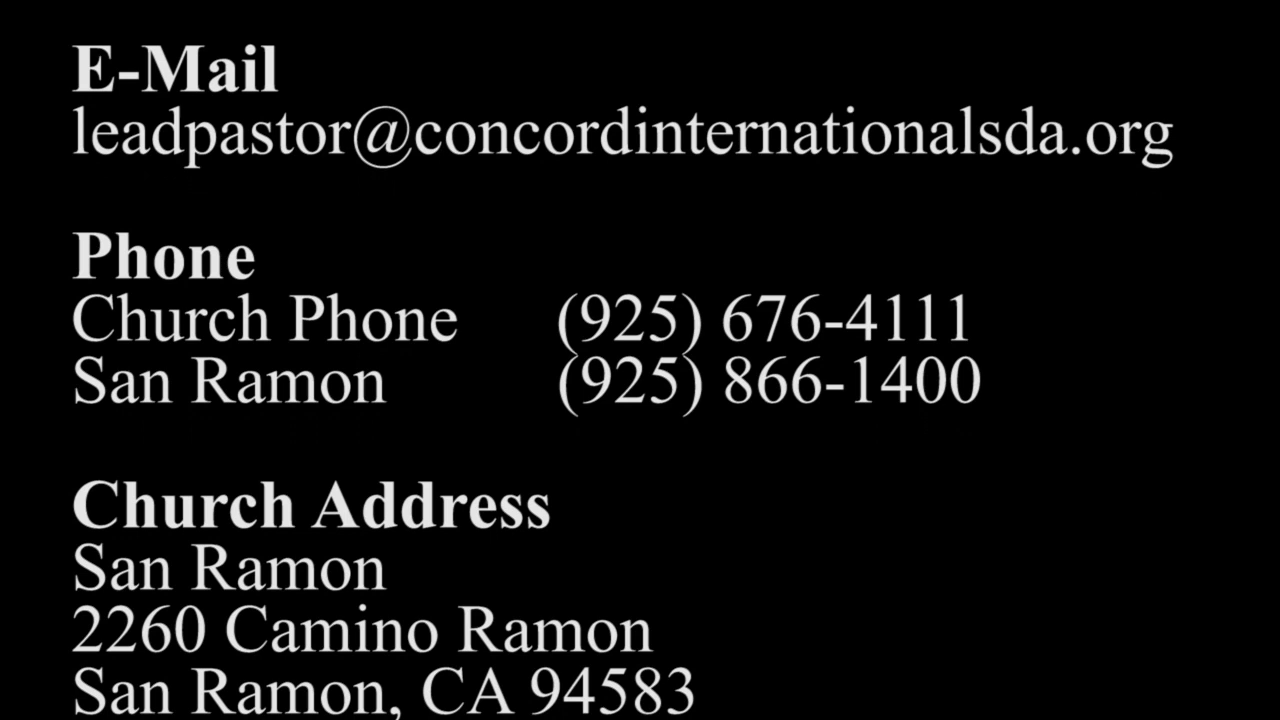 E-Mail
leadpastor@concordinternationalsda.org
Phone
Church Phone (925) 676-4111
San Ramon (925) 866-1400
Church Address
San Ramon
2260 Camino Ramon
San Ramon, CA 94583